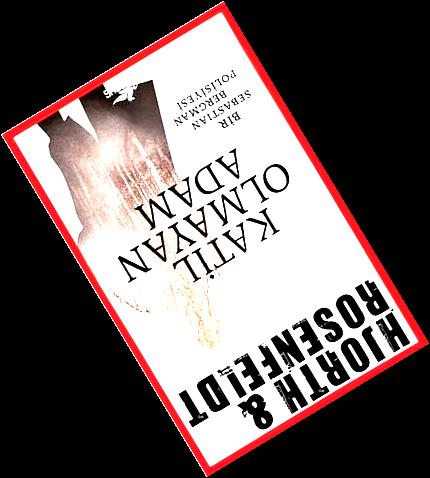 HJORTH &
ROSENFELDT
KATİL
OLMAYAN
ADAM
BİR
SEBASTIAN
BERGMAN
POLİSİYESİ